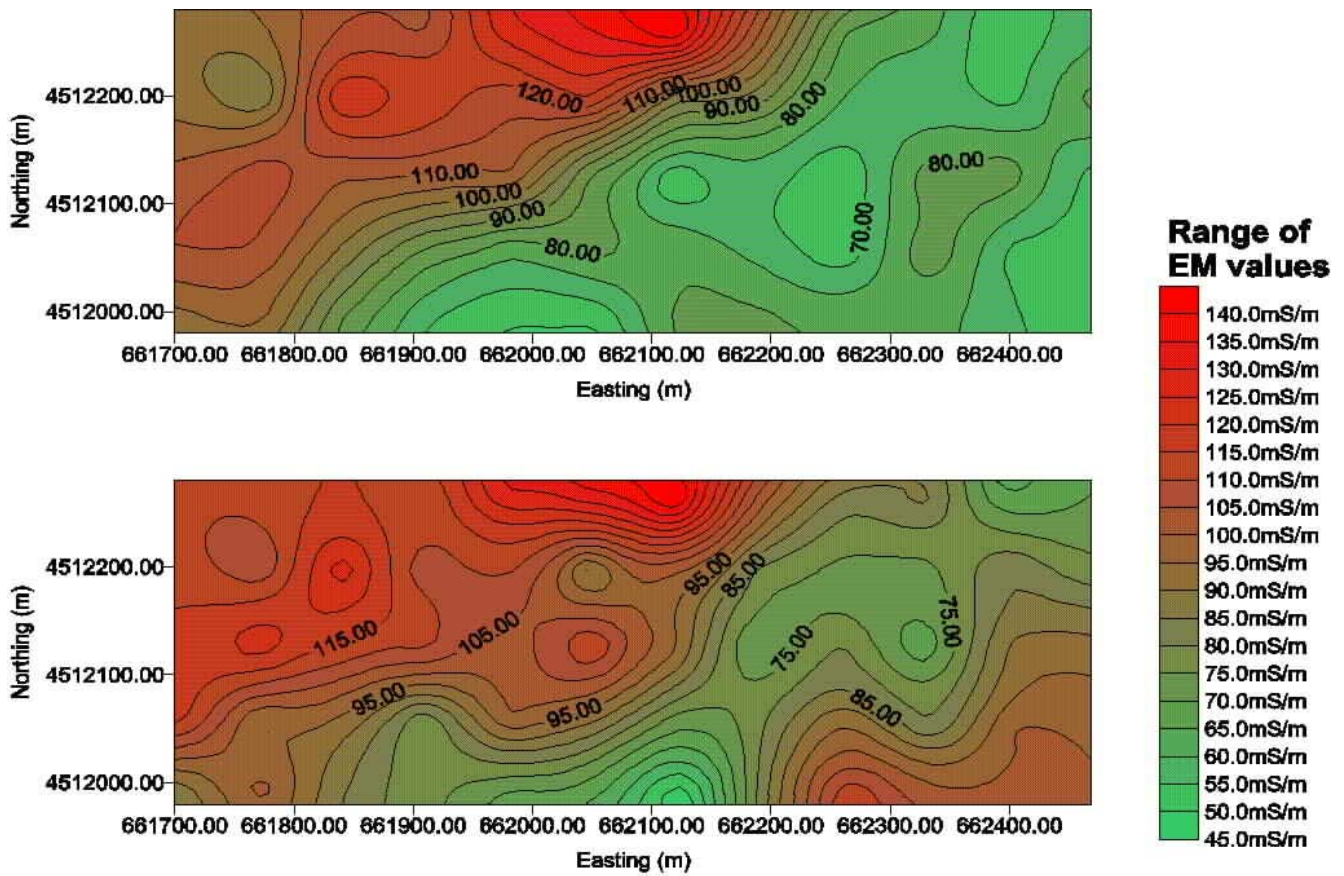 4512200.00
4512100.00
4512000.00
Northing (m)
120.00
110.00
100.00
90.00
80.00
110.00
100.00
90.00
80.00
70.00
80.00
661700.00 661800.00 661900.00 662000.00 662100.00 662200.00 662300.00 662400.00
Easting (m)
4512200.00
4512100.00
4512000.00
Northing (m)
115.00
105.00
95.00
95.00
95.00
85.00
75.00
75.00
85.00
661700.00 661800.00 661900.00 662000.00 662100.00 662200.00 662300.00 662400.00
Easting (m)
Range of
EM values
140.0mS/m
135.0mS/m
130.0mS/m
125.0mS/m
120.0mS/m
115.0mS/m
110.0mS/m
105.0mS/m
100.0mS/m
95.0mS/m
90.0mS/m
85.0mS/m
80.0mS/m
75.0mS/m
70.0mS/m
65.0mS/m
60.0mS/m
55.0mS/m
50.0mS/m
45.0mS/m